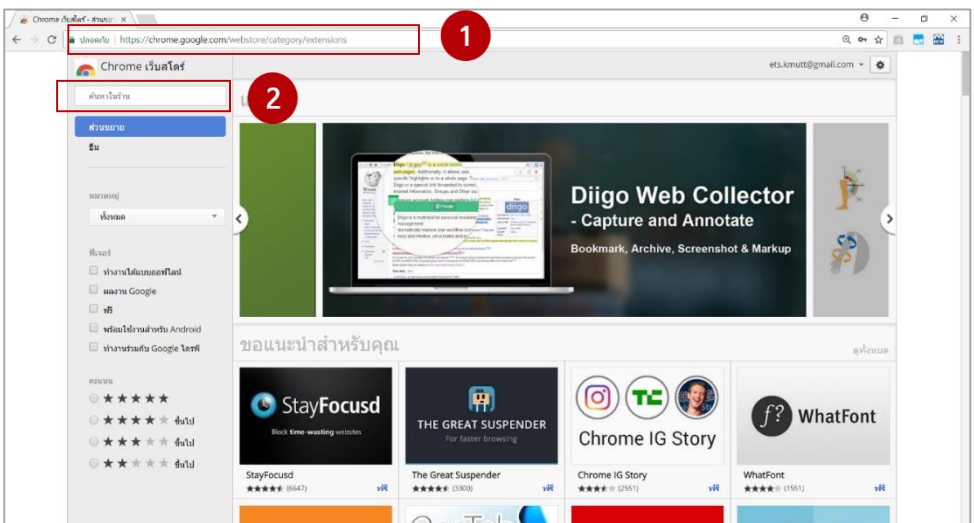 Chrome เว็บสโตร์ - ส่วนขยาย
1
ปลอดภัย https://chrome.google.com/webstore/category/extensions
Chrome เว็บสโตร์
ets.kmutt@gmail.com
ค้นหาในร้าน
2
ส่วนขยาย
ธีม
หมวดหมู่
ทั้งหมด
ฟีเจอร์
ทำงานได้แบบออฟไลน์
ผลงาน Google
ฟรี
พร้อมใช้งานสำหรับ Android
ทำงานร่วมกับ Google ไดรฟ์
คะแนน
ขึ้นไป
ขึ้นไป
ขึ้นไป
Diigo Web Collector
- Capture and Annotate
Bookmark, Archive, Screenshot & Markup
diigo
ขอแนะนำสำหรับคุณ
ดูทั้งหมด
StayFocusd
Block time-wasting websites
THE GREAT SUSPENDER
For faster browsing
TC
Chrome IG Story
f?
WhatFont
StayFocusd
(6647)
ฟรี
The Great Suspender
(3300)
ฟรี
Chrome IG Story
(2551)
ฟรี
WhatFont
(1551)
ฟรี